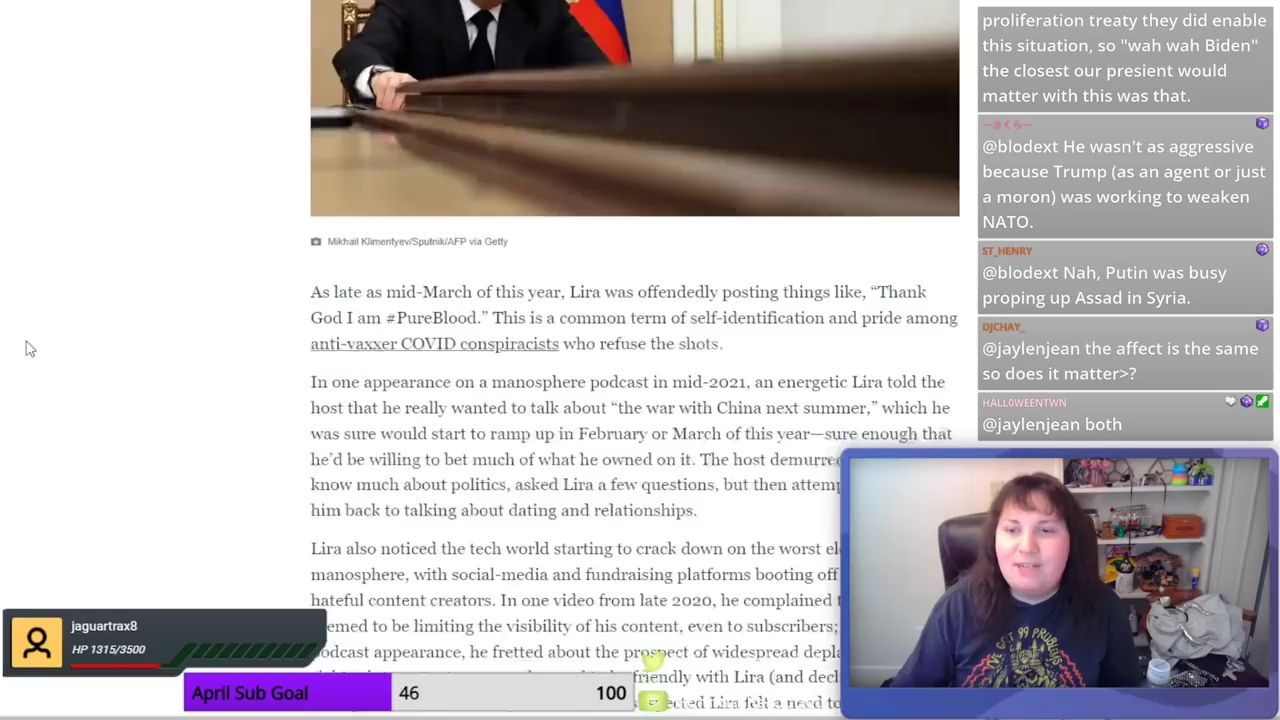 Mikhail Klimentyev/Sputnik/AFP via Getty
As late as mid-March of this year, Lira was offendedly posting things like, “Thank
God I am #PureBlood.” This is a common term of self-identification and pride among
anti-vaxxer COVID conspiracists who refuse the shots.
In one appearance on a manosphere podcast in mid-2021, an energetic Lira told the
host that he really wanted to talk about “the war with China next summer,” which he
was sure would start to ramp up in February or March of this year—sure enough that
he’d be willing to bet much of what he owned on it. The host demurred
know much about politics, asked Lira a few questions, but then attemp
him back to talking about dating and relationships.
Lira also noticed the tech world starting to crack down on the worst el
manosphere, with social-media and fundraising platforms booting off
hateful content creators. In one video from late 2020, he complained t
emed to be limiting the visibility of his content, even to subscribers;
odcast appearance, he fretted about the prospect of widespread depla
friendly with Lira (and decl
Lira felt a need to
proliferation treaty they did enable
this situation, so "wah wah Biden"
the closest our presient would
matter with this was that.
ーさくらー
@blodext He wasn't as aggressive
because Trump (as an agent or just
a moron) was working to weaken
NATO.
ST_HENRY
@blodext Nah, Putin was busy
proping up Assad in Syria.
DJCHAY_
@jaylenjean the affect is the same
so does it matter>?
HALL0WEENTWN
@jaylenjean both
jaguartrax8
HP 1315/3500
April Sub Goal
46
100
99 PROBLEMS